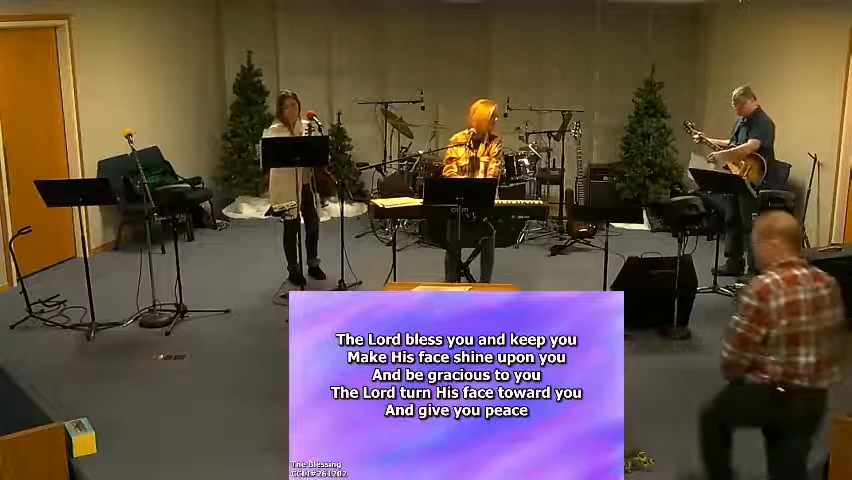 The Lord bless you and keep you
Make His face shine upon you
And be gracious to you
The Lord turn His face toward you
And give you peace
The Blessing